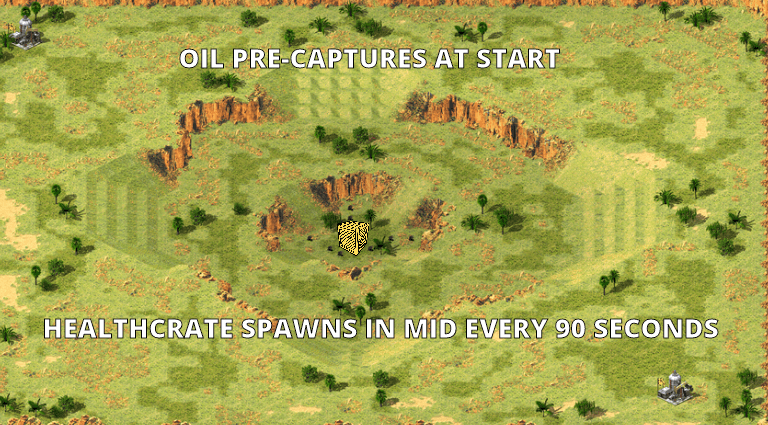 OIL PRE-CAPTURES AT START
HEALTHCRATE SPAWNS IN MID EVERY 90 SECONDS